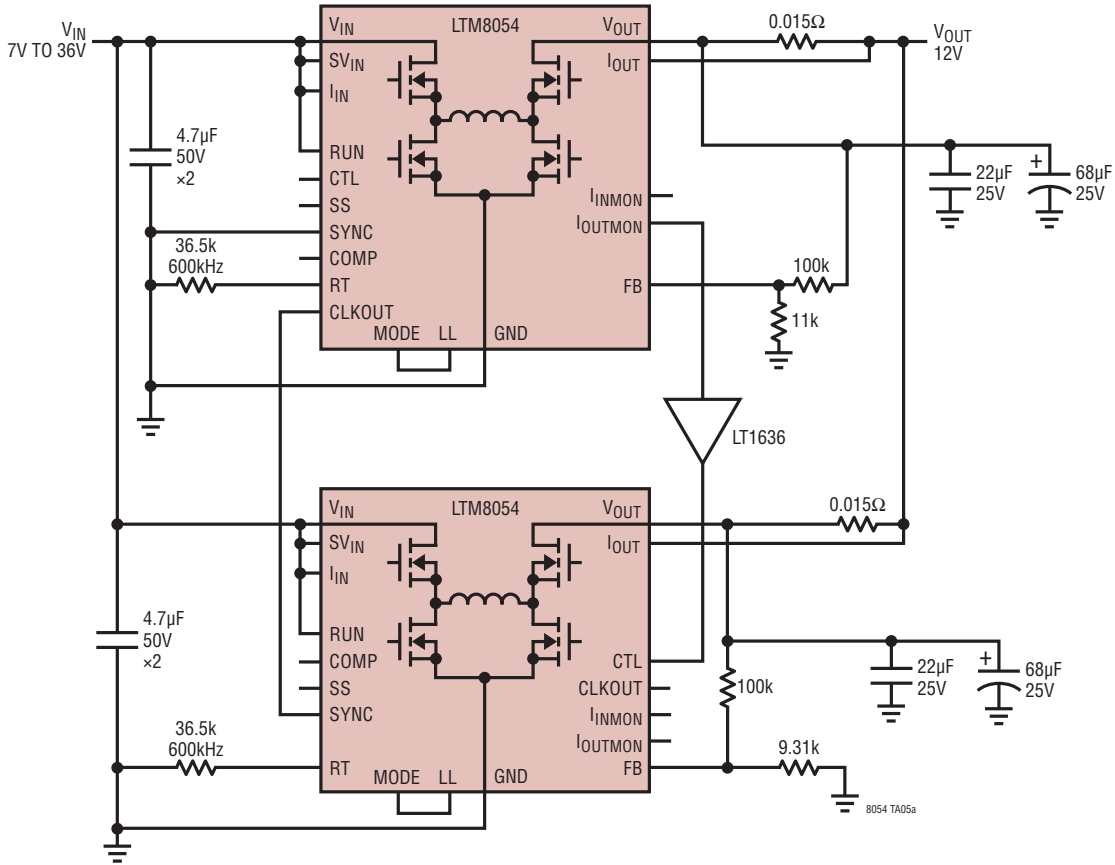 VIN
7V TO 36V
4.7µF
50V
×2
36.5k
600kHz
VIN
SVIN
IIN
RUN
CTL
SS
SYNC
COMP
RT
CLKOUT
MODE LL GND
LTM8054
VOUT
IOUT
IINMON
IOUTMON
FB
0.015Ω
VOUT
12V
22µF
25V
+
68µF
25V
100k
11k
LT1636
4.7µF
50V
×2
36.5k
600kHz
VIN
SVIN
IIN
RUN
COMP
SS
SYNC
RT
MODE LL GND
LTM8054
VOUT
IOUT
CTL
CLKOUT
IINMON
IOUTMON
FB
0.015Ω
100k
22µF
25V
+
68µF
25V
9.31k
8054 TA05a